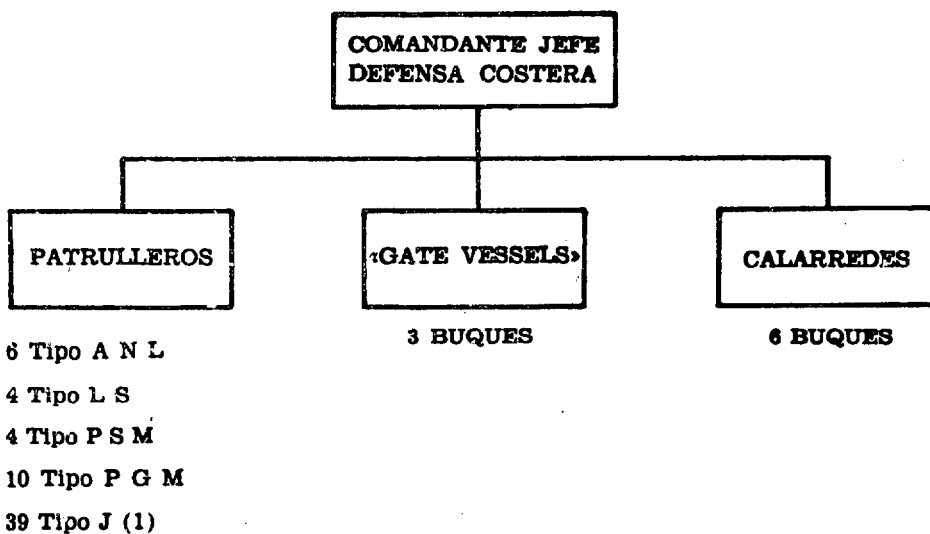 COMANDANTE JEFE
DEFENSA COSTERA
PATRULLEROS
«GATE VESSELS»
CALARREDES
3 BUQUES
6 BUQUES
6 Tipo A N L
4 Tipo L S
4 Tipo P S M
10 Tipo P G M
39 Tipo J (1)